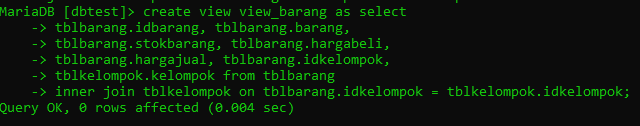 MariaDB [dbtest]> create view view_barang as select
    -> tblbarang.idbarang, tblbarang.barang,
    -> tblbarang.stokbarang, tblbarang.hargabeli,
    -> tblbarang.hargajual, tblbarang.idkelompok,
    -> tblkelompok.kelompok from tblbarang
    -> inner join tblkelompok on tblbarang.idkelompok = tblkelompok.idkelompok;
Query OK, 0 rows affected (0.004 sec)